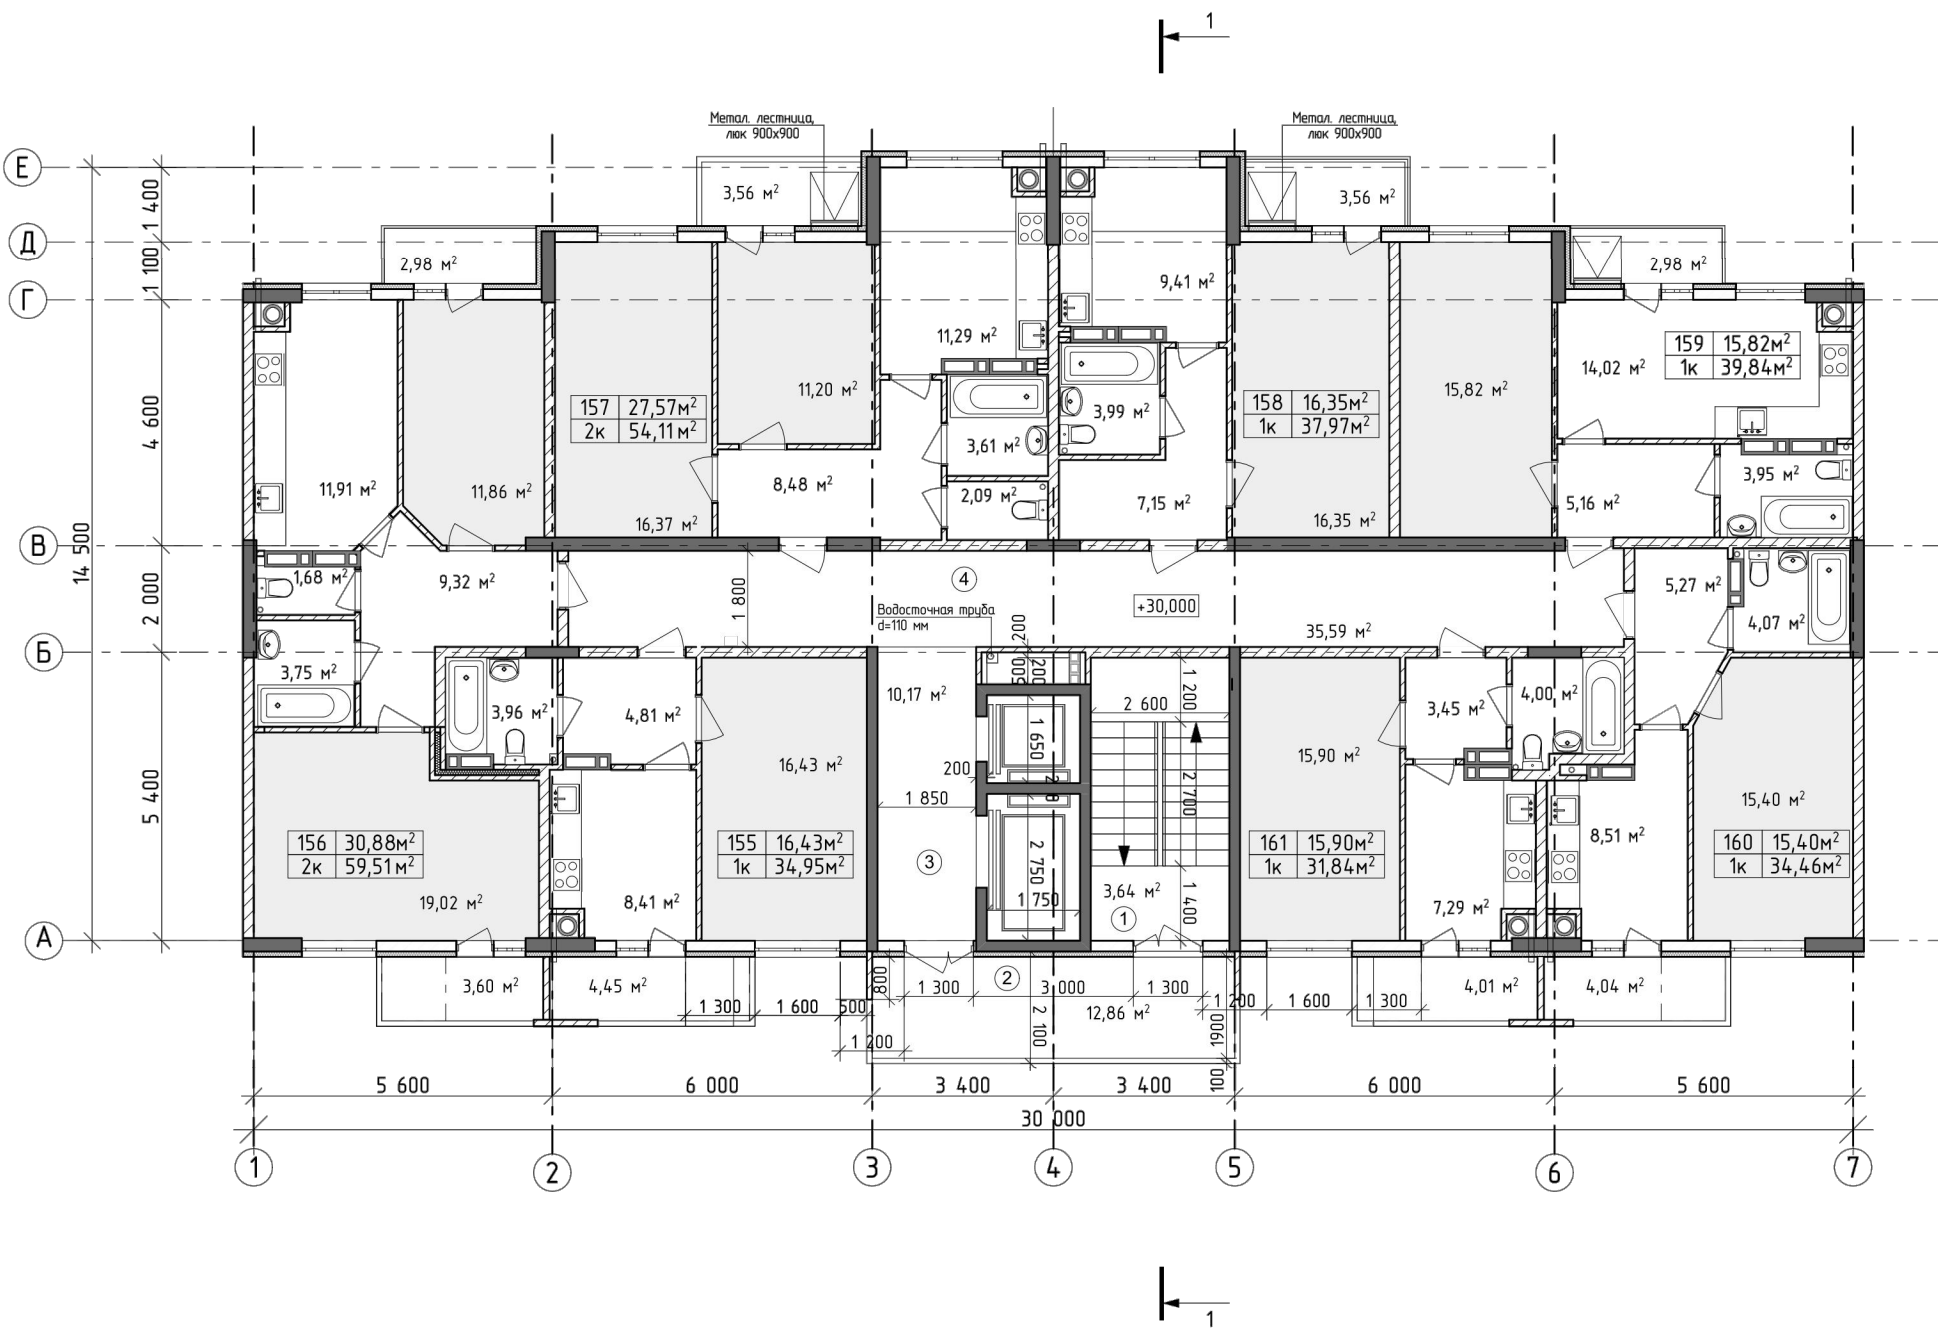 1
Метал. лестница,
люк 900х900
Метал. лестница,
люк 900х900
Е
Д
Г
В
Б
А
1 400
1 100
4 600
2 000
5 400
14 500
3,56 м²
3,56 м²
2,98 м²
2,98 м²
11,91 м²
11,86 м²
16,37 м²
11,20 м²
11,29 м²
9,41 м²
3,61 м²
2,09 м²
3,99 м²
8,48 м²
7,15 м²
16,35 м²
15,82 м²
14,02 м²
5,16 м²
3,95 м²
157 27,57м²
2к 54,11м²
158 16,35м²
1к 37,97м²
159 15,82м²
1к 39,84м²
1,68 м²
9,32 м²
3,75 м²
1 800
4
+30,000
Водосточная труба
d=110 мм
35,59 м²
5,27 м²
4,07 м²
200
200
500
1 200
3,96 м²
4,81 м²
16,43 м²
10,17 м²
2 600
1 650
200
1 850
2 700
2 750
1 750
3,64 м²
1 400
1
3
15,90 м²
3,45 м²
4,00 м²
15,40 м²
8,51 м²
7,29 м²
156 30,88м²
2к 59,51м²
155 16,43м²
1к 34,95м²
161 15,90м²
1к 31,84м²
160 15,40м²
1к 34,46м²
19,02 м²
8,41 м²
3,60 м²
4,45 м²
4,01 м²
4,04 м²
2
800
1 300
3 000
1 300
1 200
1 600
1 300
1 300
1 600
500
12,86 м²
2 100
1900
1 200
100
5 600
6 000
3 400
3 400
6 000
5 600
30 000
1
2
3
4
5
6
7
1